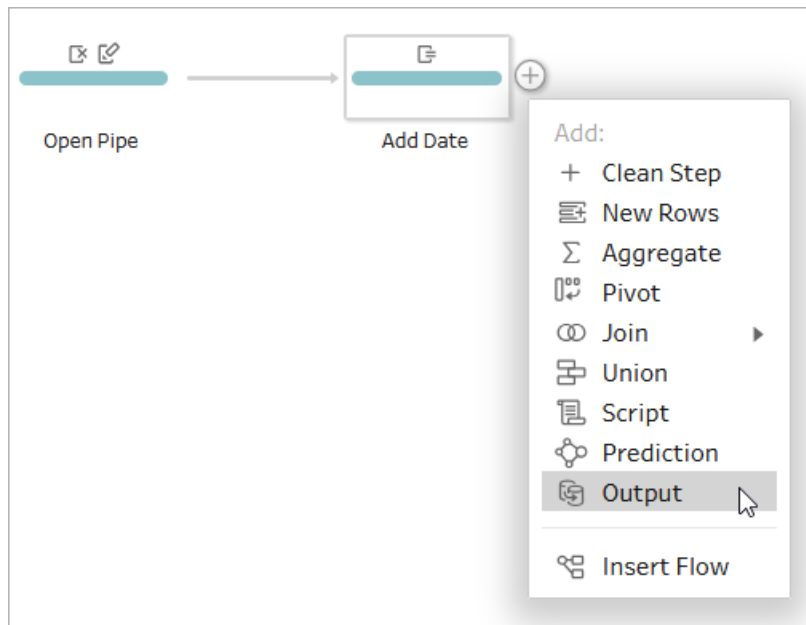 Open Pipe
Add Date
Add:
Clean Step
New Rows
Aggregate
Pivot
Join
Union
Script
Prediction
Output
Insert Flow